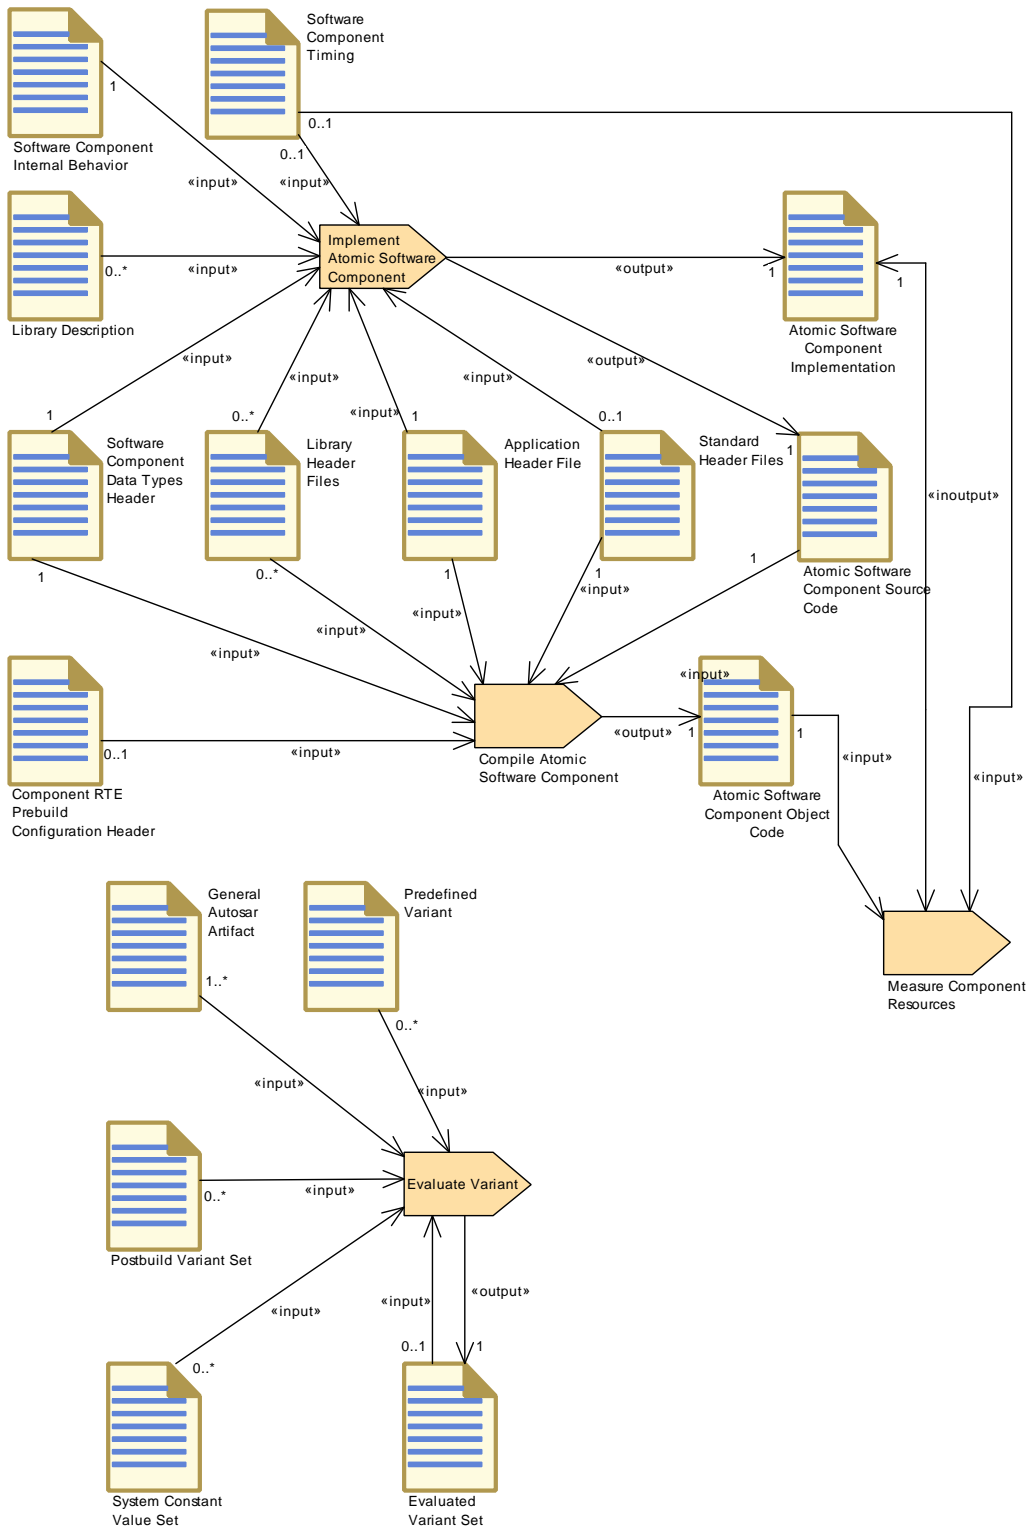 Software
Component
Timing
1
0..1
Software Component
Internal Behavior
0..1
«input»
«input»
Implement
Atomic Software
Component
0..*
«input»
«output»
1
1
Library Description
Atomic Software
Component
Implementation
«input»
«input»
«input»
«output»
1
0..*
«input»
1
0..1
Software
Component
Data Types
Header
Library
Header
Files
Application
Header File
Standard
Header Files
1
«inoutput»
1
0..*
1
1
1
Atomic Software
Component Source
Code
«input»
«input»
«input»
«input»
«input»
0..1
«input»
«output»
1
1
«input»
«input»
Compile Atomic
Software Component
Component RTE
Prebuild
Configuration Header
Atomic Software
Component Object
Code
General
Autosar
Artifact
Predefined
Variant
1..*
0..*
Measure Component
Resources
«input»
«input»
Evaluate Variant
0..*
«input»
Postbuild Variant Set
«input»
«input»
«output»
0..*
0..1
1
System Constant
Value Set
Evaluated
Variant Set